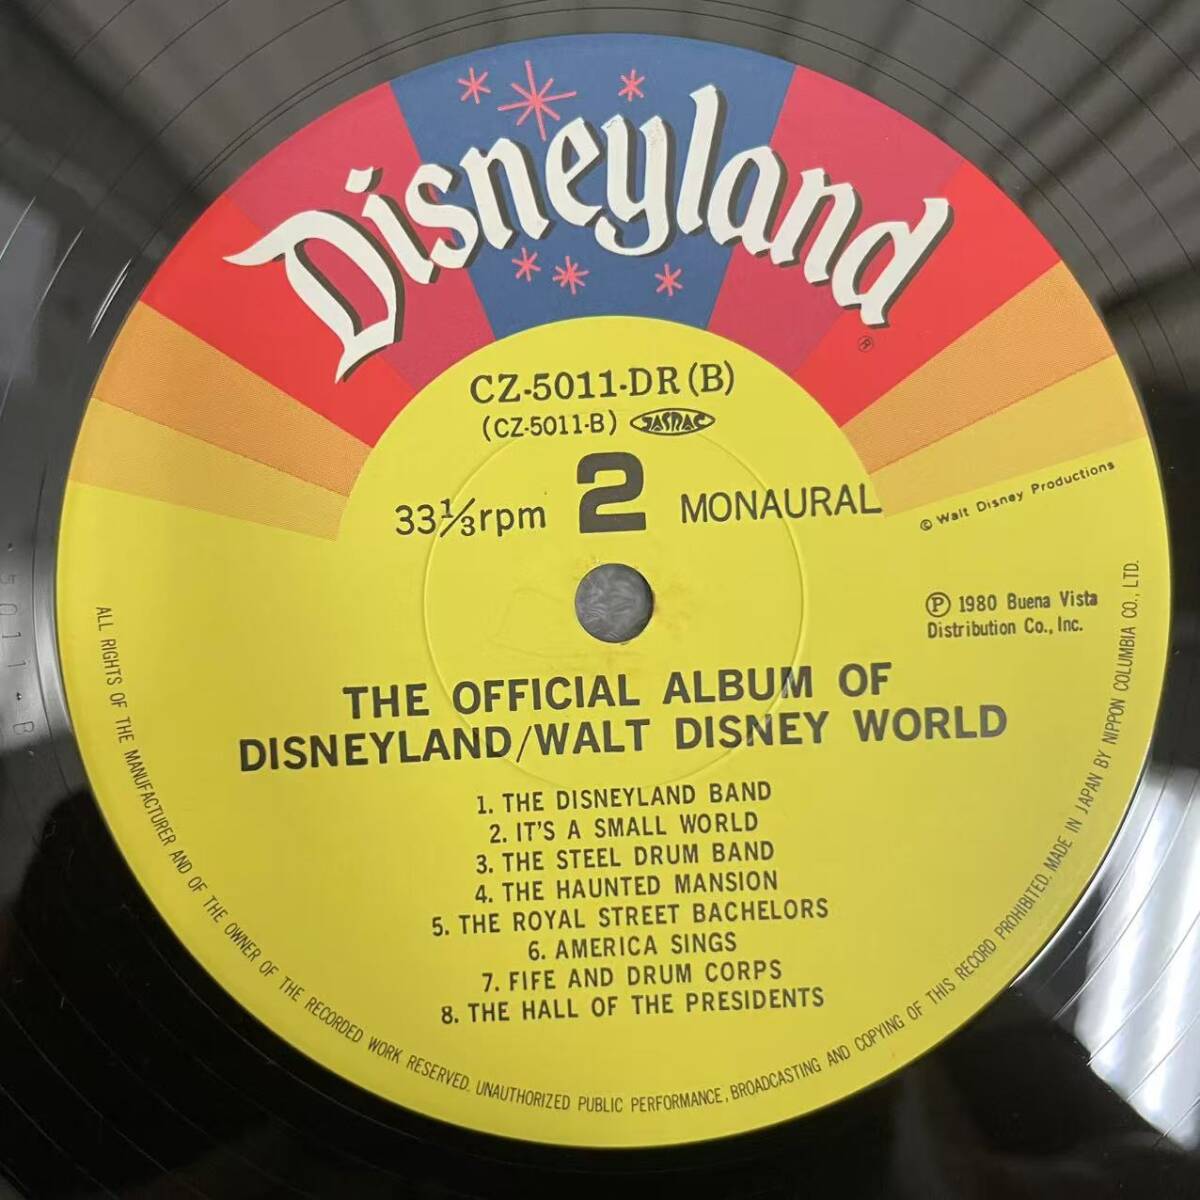 Disneyland
®
CZ-5011-DR (B)
(CZ-5011-B) JASRAC
33⅓rpm 2 MONAURAL
© Walt Disney Productions
Ⓟ 1980 Buena Vista
Distribution Co., Inc.
THE OFFICIAL ALBUM OF
DISNEYLAND/WALT DISNEY WORLD
1. THE DISNEYLAND BAND
2. IT'S A SMALL WORLD
3. THE STEEL DRUM BAND
4. THE HAUNTED MANSION
5. THE ROYAL STREET BACHELORS
6. AMERICA SINGS
7. FIFE AND DRUM CORPS
8. THE HALL OF THE PRESIDENTS
ALL RIGHTS OF THE MANUFACTURER AND OF THE OWNER OF THE RECORDED WORK RESERVED. UNAUTHORIZED PUBLIC PERFORMANCE, BROADCASTING AND COPYING OF THIS RECORD PROHIBITED. MADE IN JAPAN BY NIPPON COLUMBIA CO., LTD.
5011-B